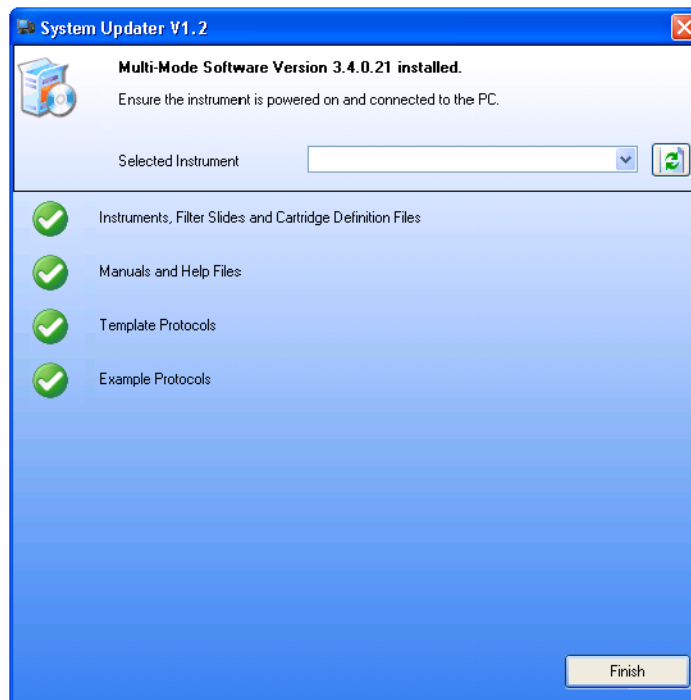 System Updater V1.2
Multi-Mode Software Version 3.4.0.21 installed.
Ensure the instrument is powered on and connected to the PC.
Selected Instrument
Instruments, Filter Slides and Cartridge Definition Files
Manuals and Help Files
Template Protocols
Example Protocols
Finish